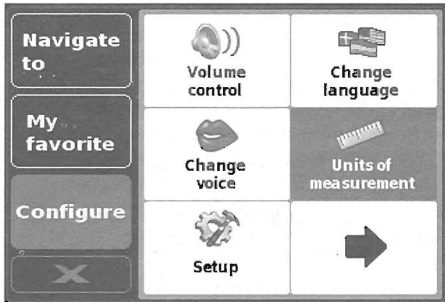 Navigate
to
My
favorite
Configure
Volume
control
Change
language
Change
voice
Units of
measurement
Setup